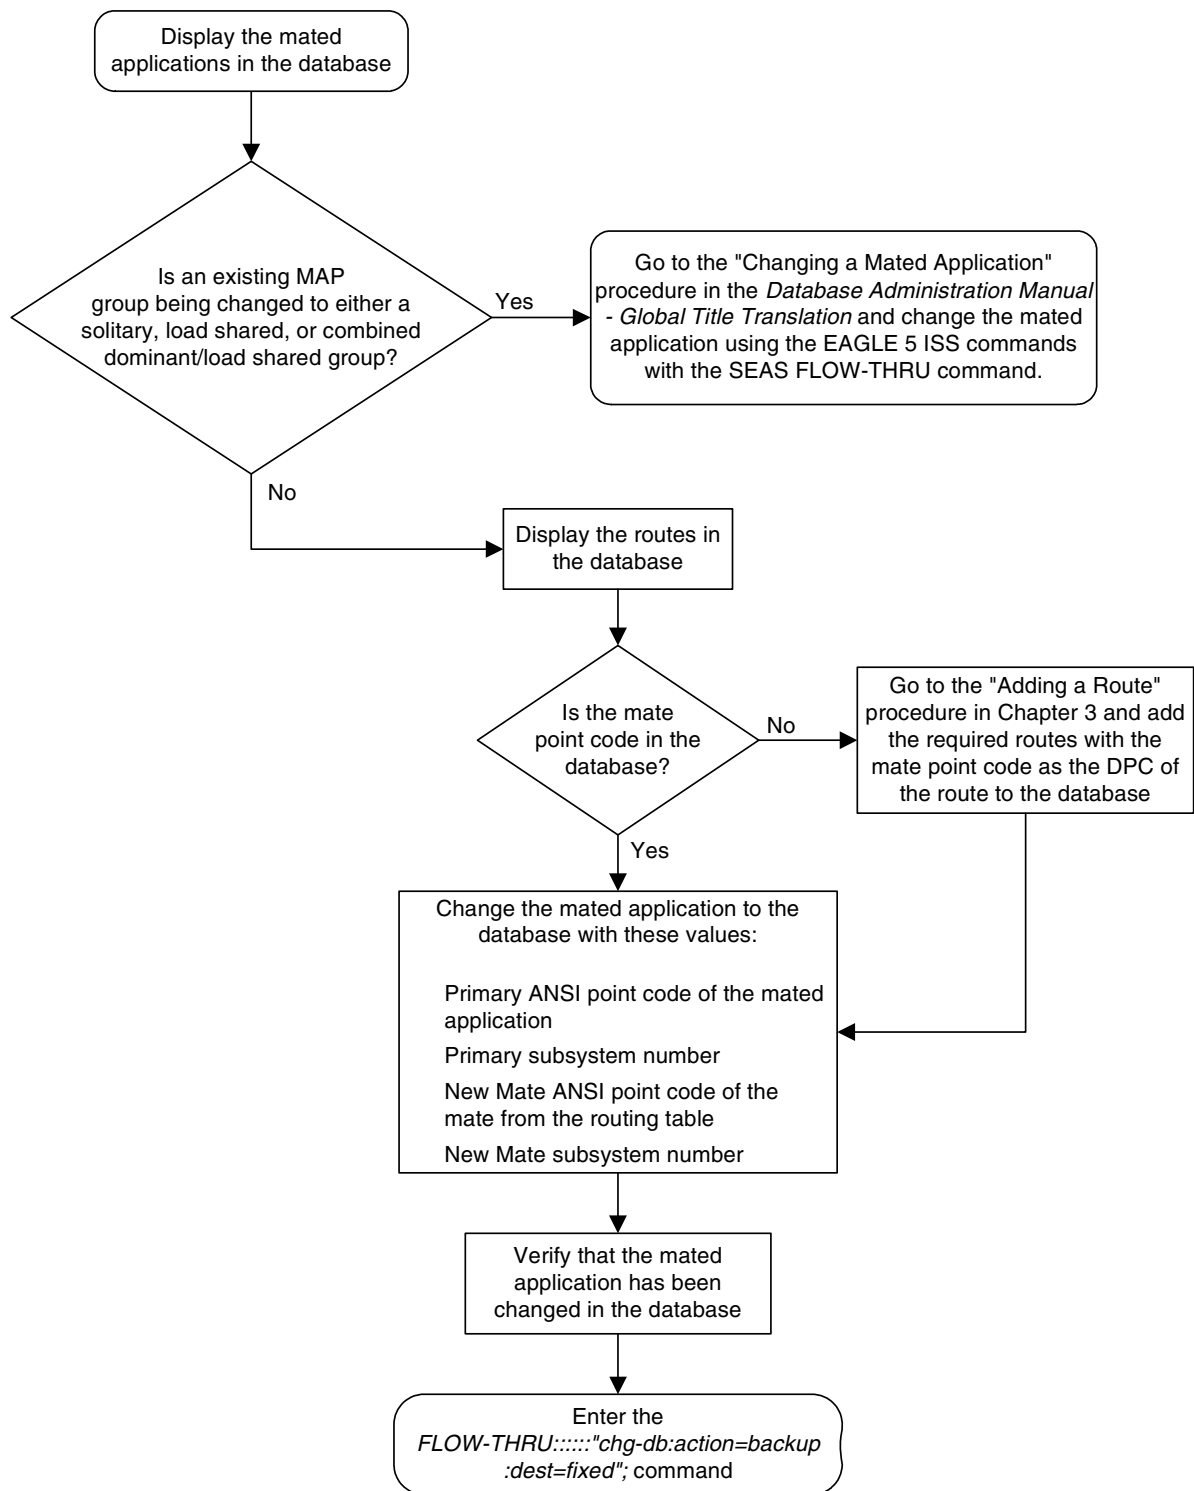 Display the mated
applications in the database
Is an existing MAP
group being changed to either a
solitary, load shared, or combined
dominant/load shared group?
Yes
Go to the "Changing a Mated Application"
procedure in the Database Administration Manual
- Global Title Translation and change the mated
application using the EAGLE 5 ISS commands
with the SEAS FLOW-THRU command.
No
Display the routes in
the database
Is the mate
point code in the
database?
No
Go to the "Adding a Route"
procedure in Chapter 3 and add
the required routes with the
mate point code as the DPC of
the route to the database
Yes
Change the mated application to the
database with these values:
Primary ANSI point code of the mated
application
Primary subsystem number
New Mate ANSI point code of the
mate from the routing table
New Mate subsystem number
Verify that the mated
application has been
changed in the database
Enter the
FLOW-THRU::::::"chg-db:action=backup
:dest=fixed"; command